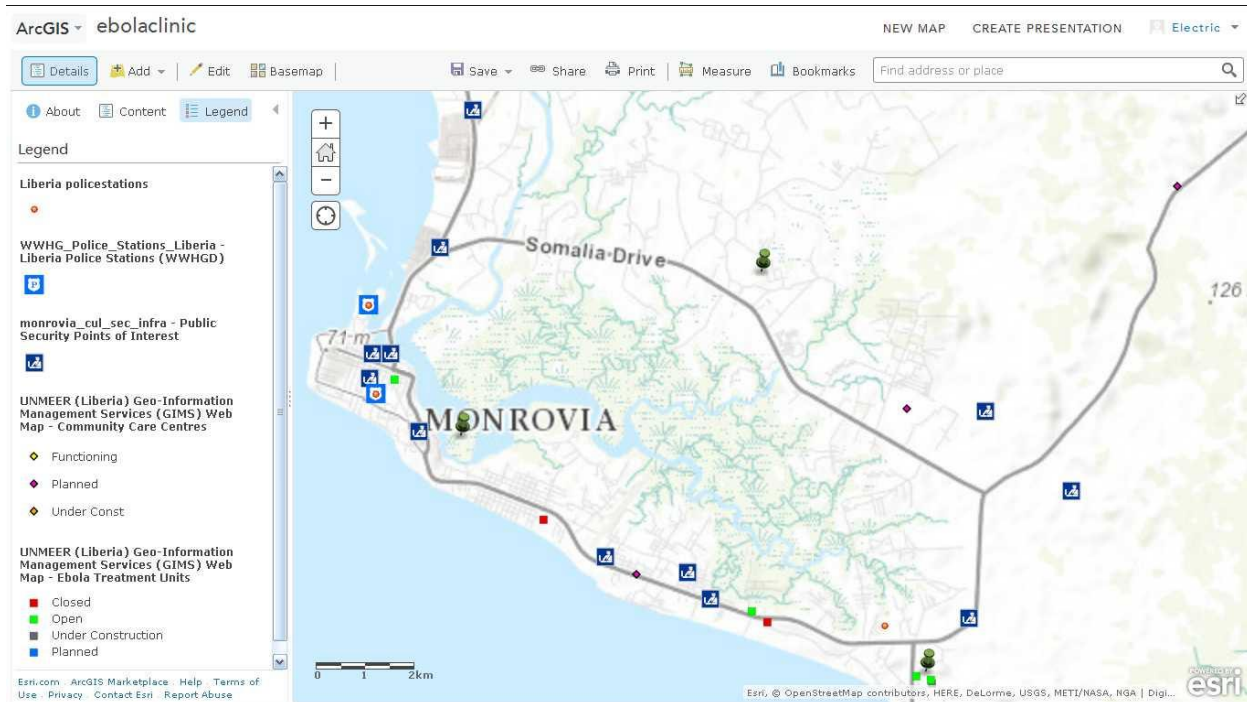 ArcGIS ebolaclinic
NEW MAP CREATE PRESENTATION Electric
Details Add Edit Basemap Save Share Print Measure Bookmarks Find address or place
About Content Legend
Legend
Liberia policestations
WWHG_Police_Stations_Liberia -
Liberia Police Stations (WWHGD)
P
monrovia_cul_sec_infra - Public
Security Points of Interest
UNMEER (Liberia) Geo-Information
Management Services (GIMS) Web
Map - Community Care Centres
Functioning
Planned
Under Const
UNMEER (Liberia) Geo-Information
Management Services (GIMS) Web
Map - Ebola Treatment Units
Closed
Open
Under Construction
Planned
Esri.com . ArcGIS Marketplace . Help . Terms of
Use . Privacy . Contact Esri . Report Abuse
+
−
Somalia Drive
126
71 m
MONROVIA
0 1 2km
Esri, © OpenStreetMap contributors, HERE, DeLorme, USGS, METI/NASA, NGA | Digi...
POWERED BY
esri